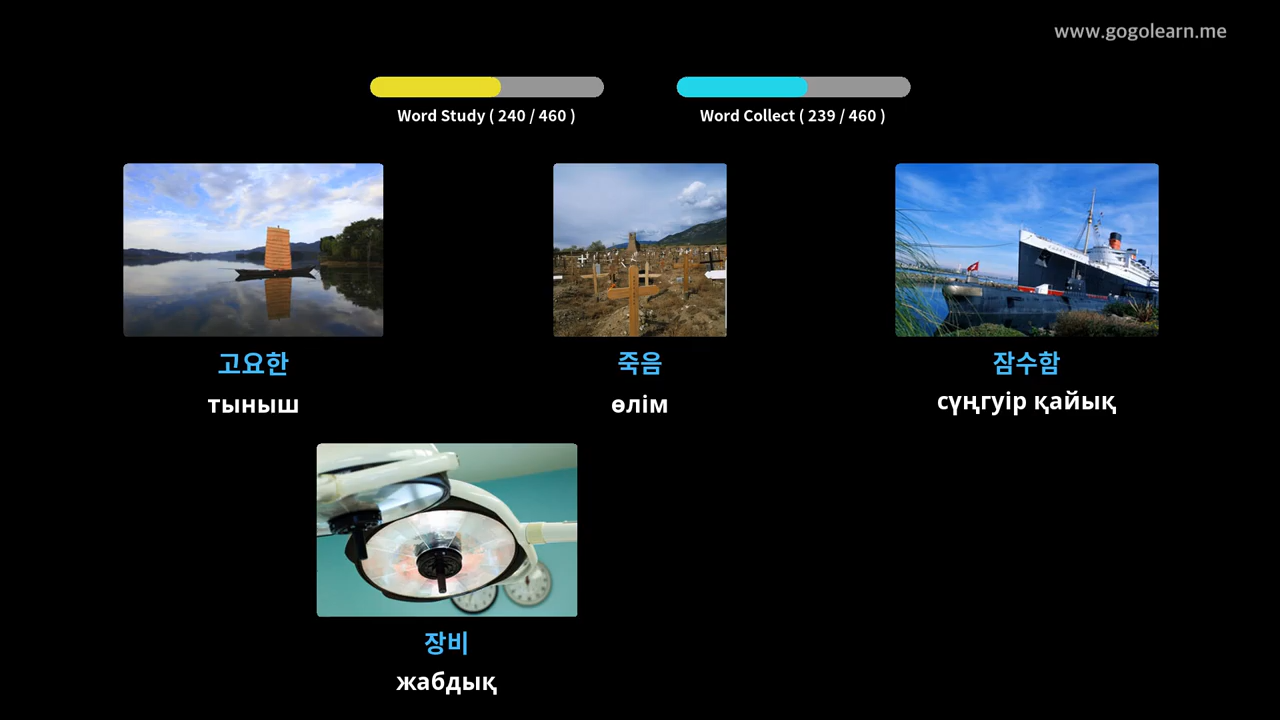 www.gogolearn.me
Word Study ( 240 / 460 )
Word Collect ( 239 / 460 )
고요한
тыныш
죽음
өлім
잠수함
сүңгуір қайық
장비
жабдық